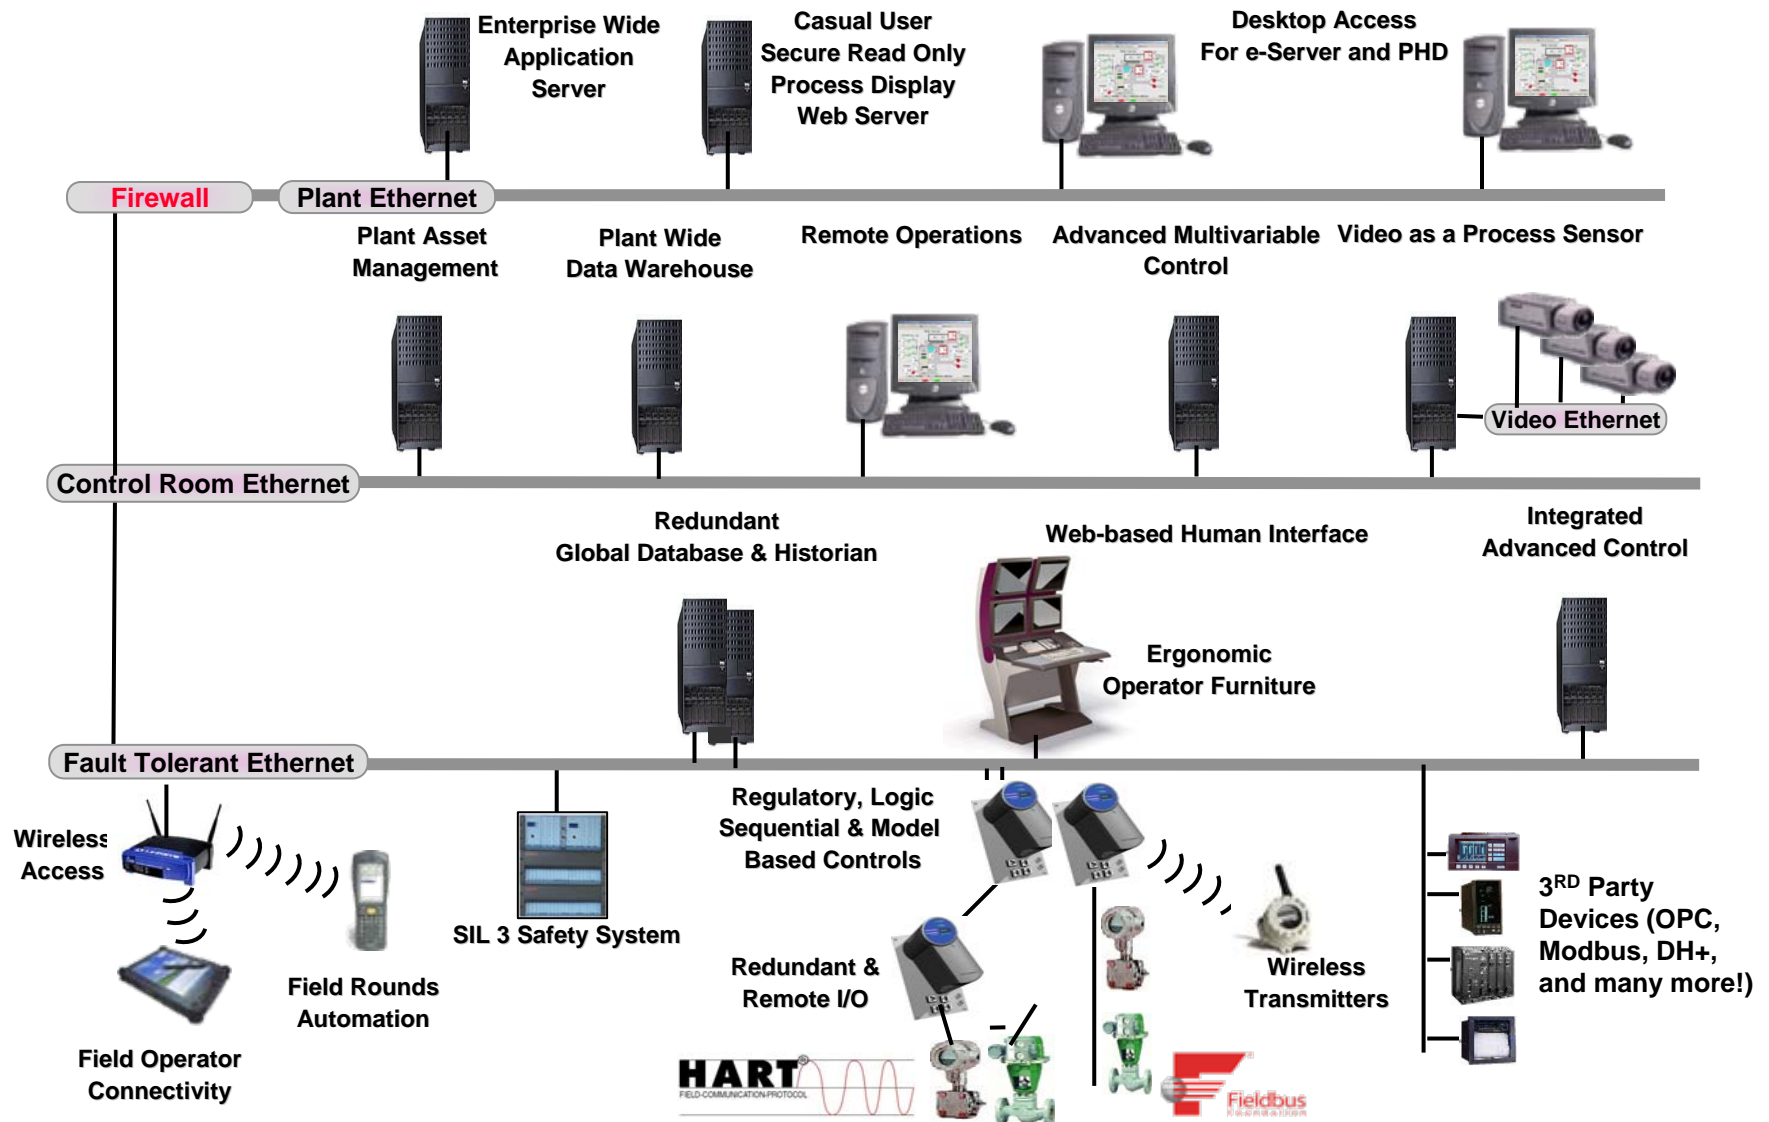 Enterprise Wide
Application
Server
Casual User
Secure Read Only
Process Display
Web Server
Desktop Access
For e-Server and PHD
Firewall
Plant Ethernet
Plant Asset
Management
Plant Wide
Data Warehouse
Remote Operations
Advanced Multivariable
Control
Video as a Process Sensor
Video Ethernet
Control Room Ethernet
Redundant
Global Database & Historian
Web-based Human Interface
Integrated
Advanced Control
Ergonomic
Operator Furniture
Fault Tolerant Ethernet
Wireless
Access
Regulatory, Logic
Sequential & Model
Based Controls
SIL 3 Safety System
3RD Party
Devices (OPC,
Modbus, DH+,
and many more!)
Field Rounds
Automation
Redundant &
Remote I/O
Wireless
Transmitters
Field Operator
Connectivity
HART®
FIELD-COMMUNICATION-PROTOCOL
Fieldbus
FOUNDATION